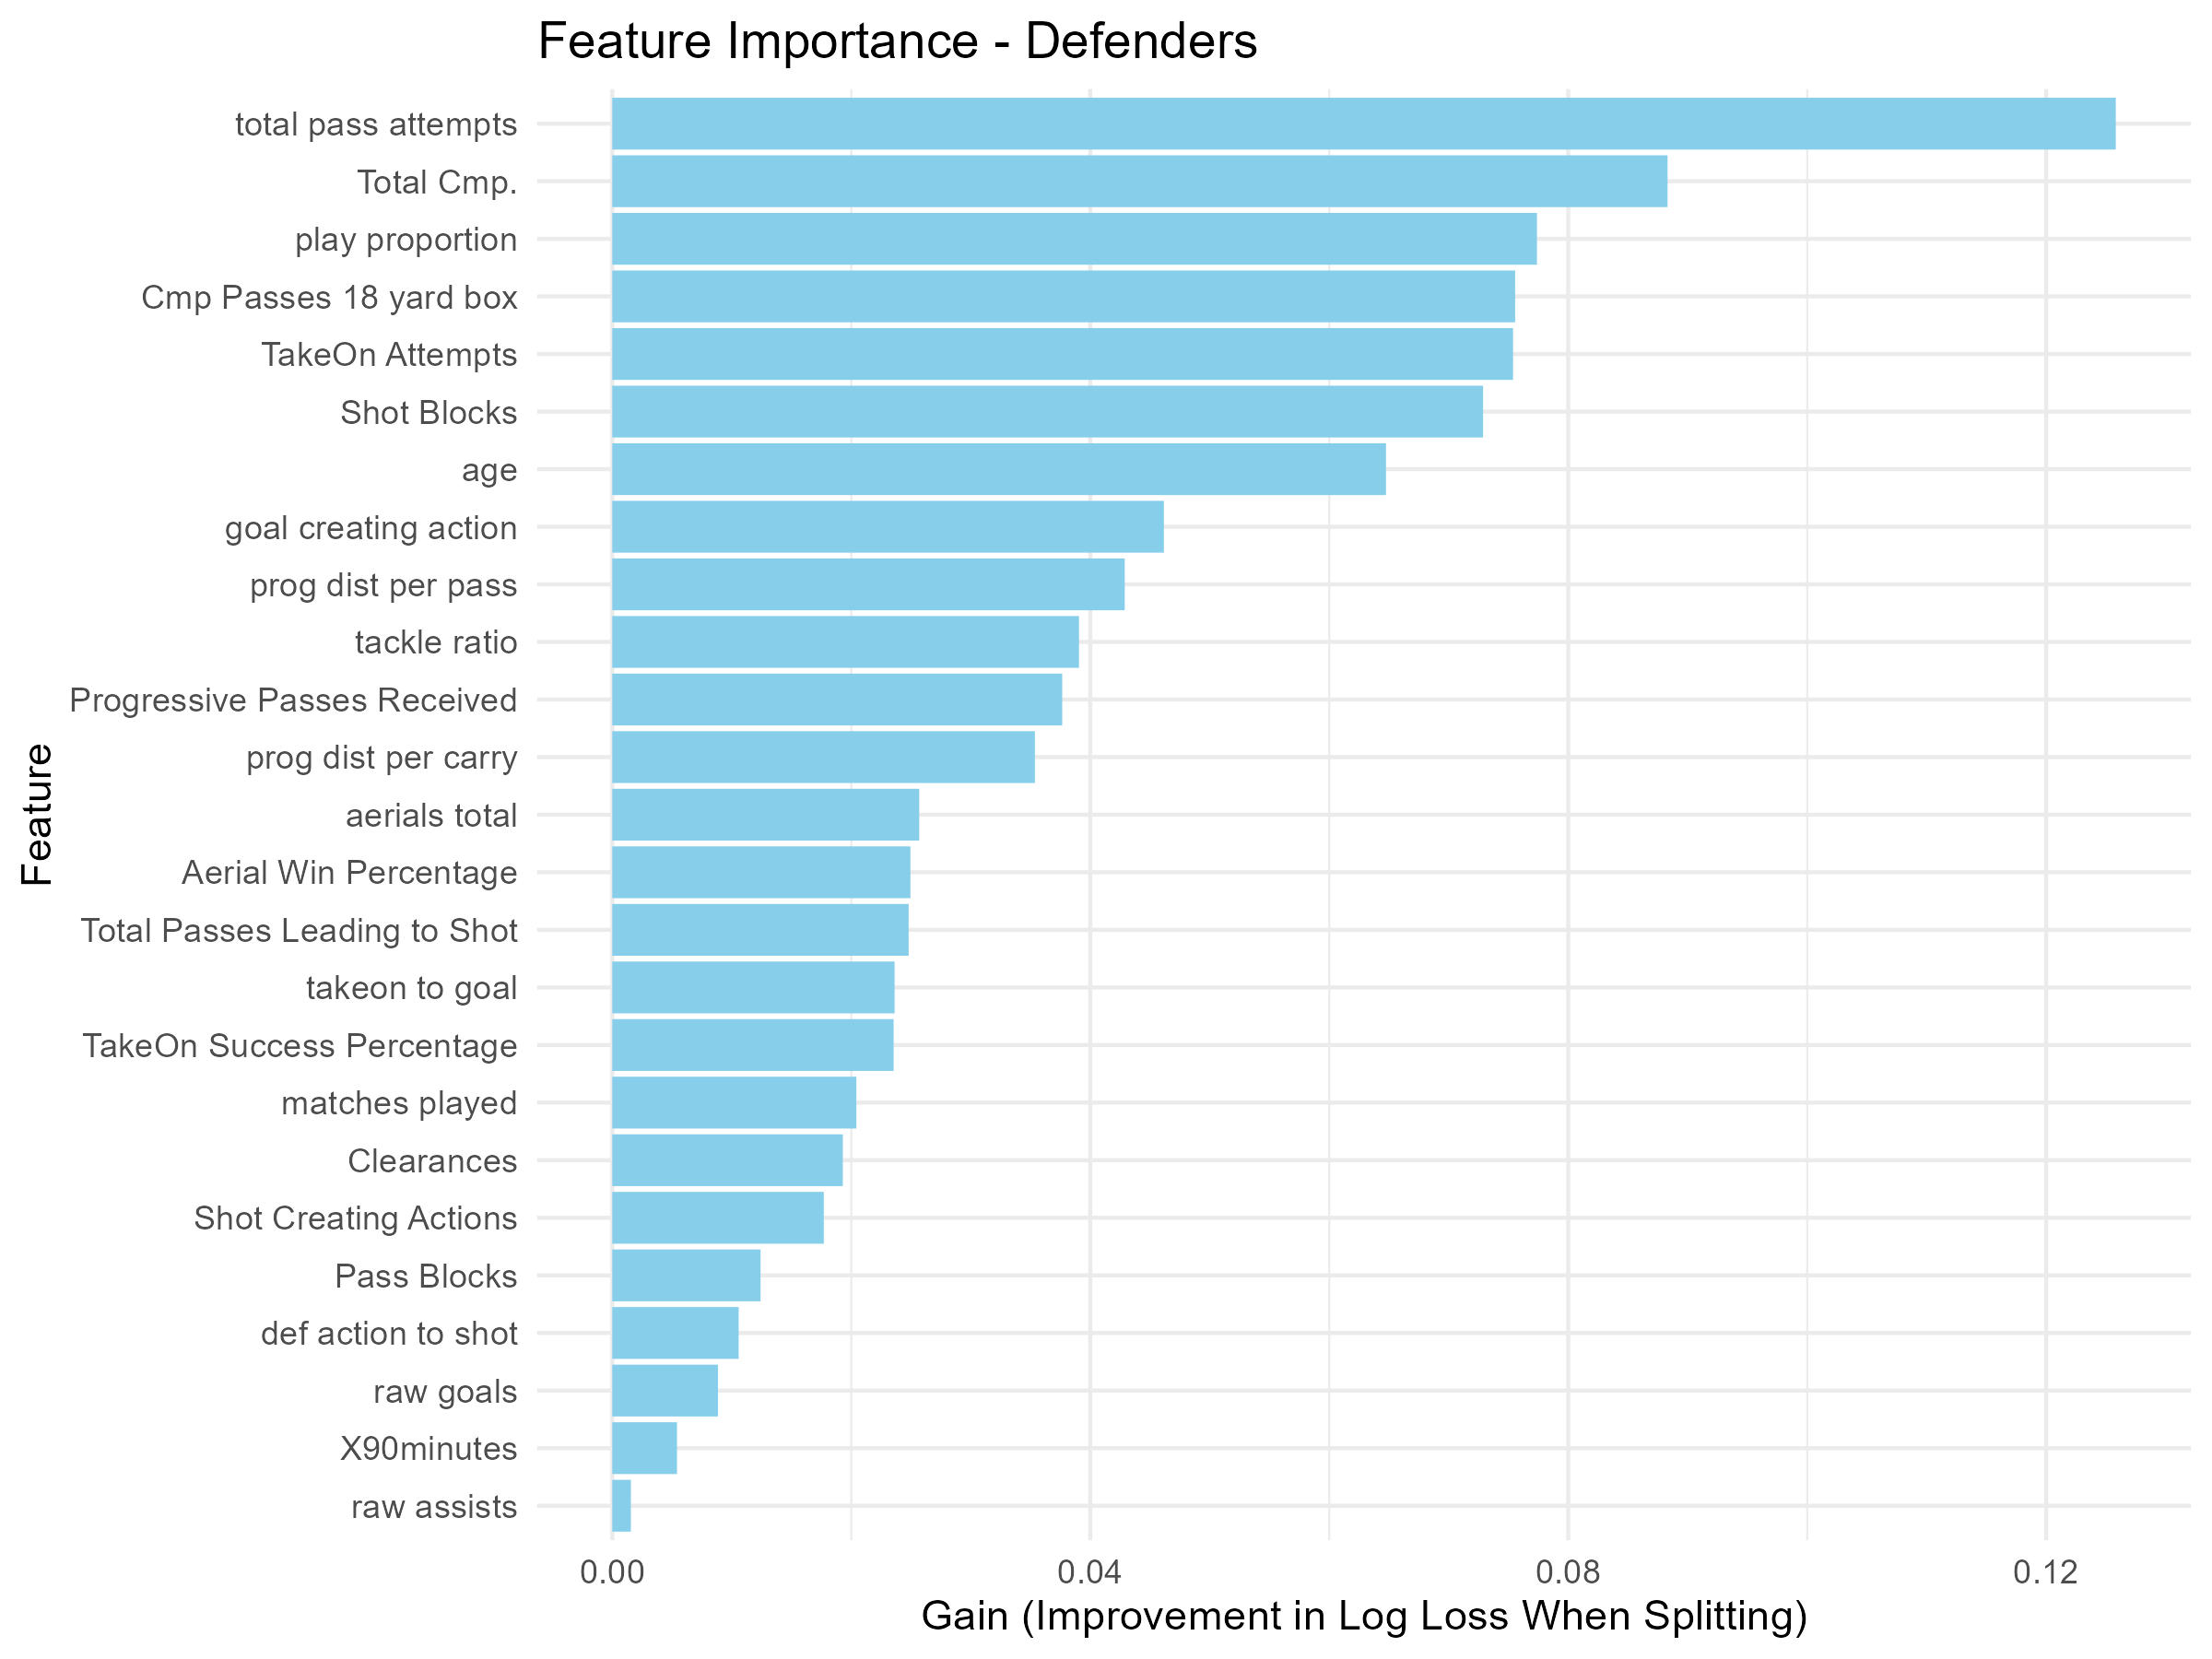 Feature Importance - Defenders
total pass attempts
Total Cmp.
play proportion
Cmp Passes 18 yard box
TakeOn Attempts
Shot Blocks
age
goal creating action
prog dist per pass
tackle ratio
Progressive Passes Received
prog dist per carry
aerials total
Aerial Win Percentage
Total Passes Leading to Shot
takeon to goal
TakeOn Success Percentage
matches played
Clearances
Shot Creating Actions
Pass Blocks
def action to shot
raw goals
X90minutes
raw assists
Feature
0.00 0.04 0.08 0.12
Gain (Improvement in Log Loss When Splitting)